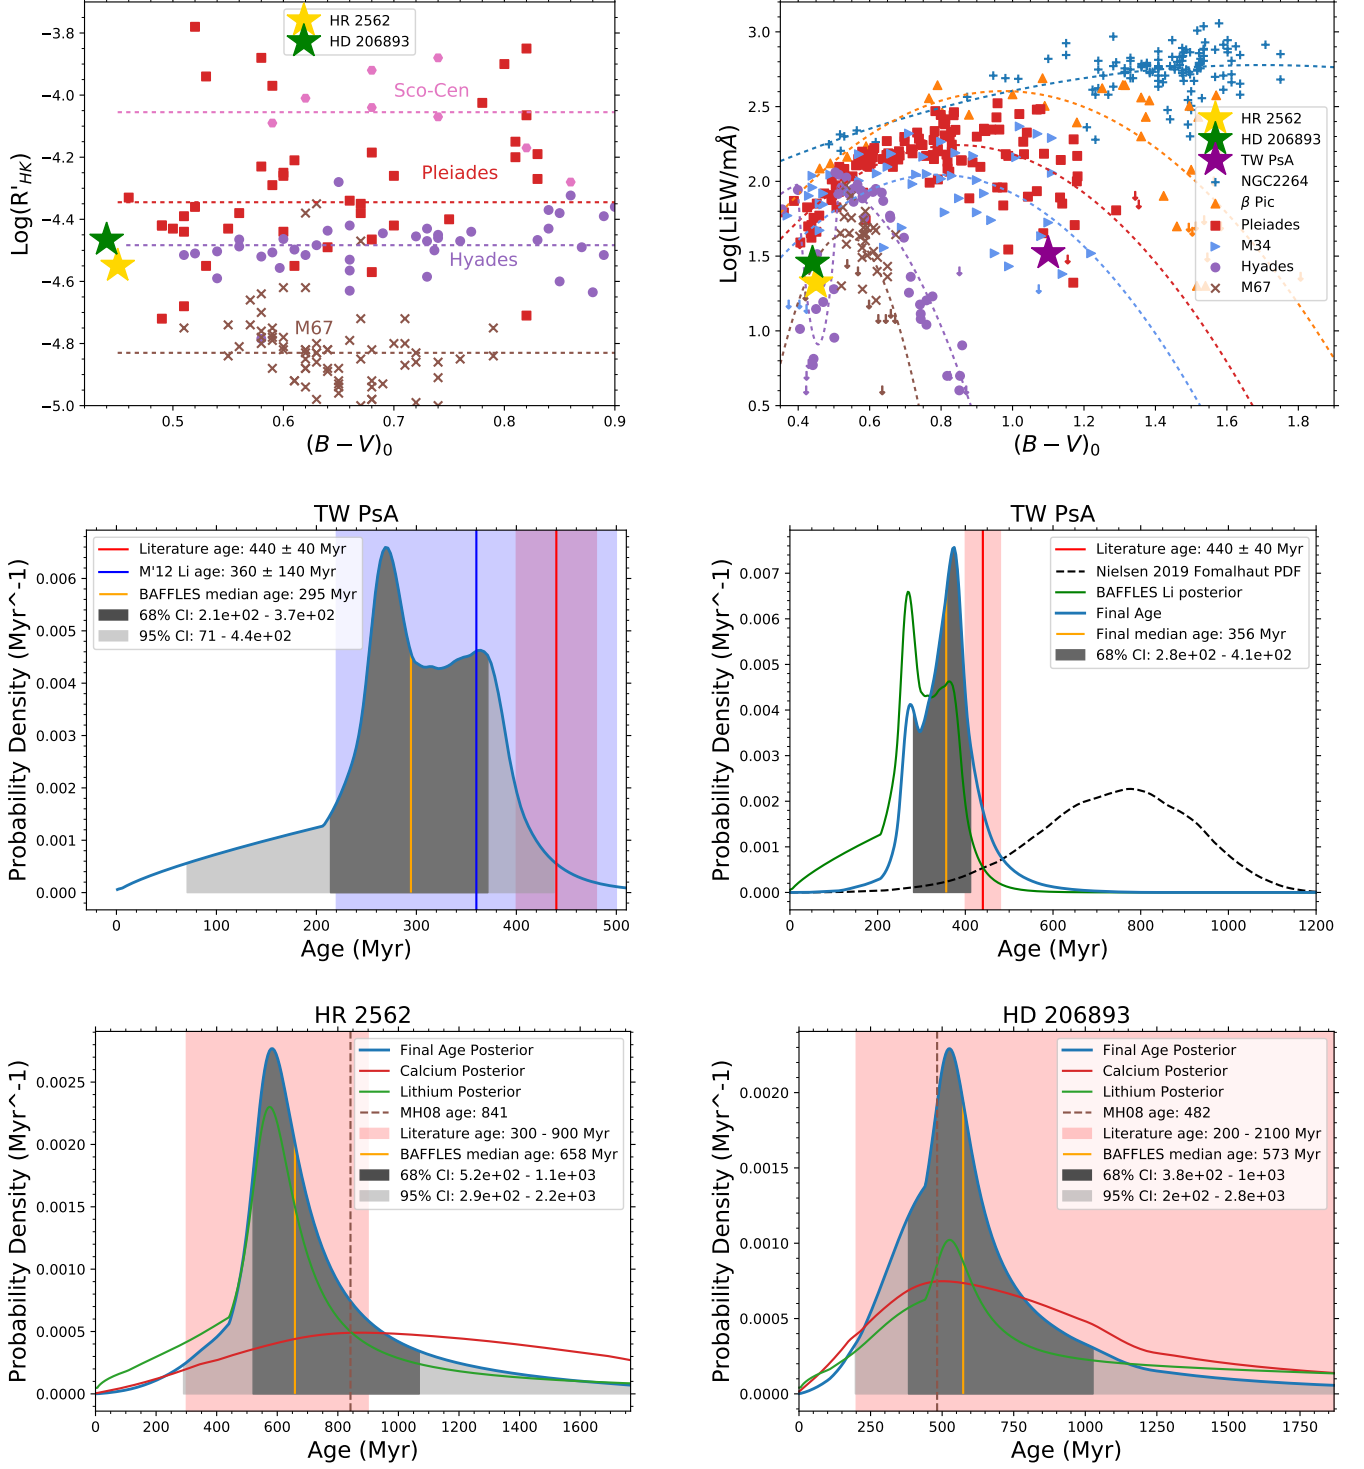 HR 2562
HD 206893
Sco-Cen
Pleiades
Hyades
M67
−3.8
−4.0
−4.2
−4.4
−4.6
−4.8
−5.0
0.5
0.6
0.7
0.8
0.9
Log(R'HK)
(B − V)0
HR 2562
HD 206893
TW PsA
NGC2264
β Pic
Pleiades
M34
Hyades
M67
3.0
2.5
2.0
1.5
1.0
0.5
0.4
0.6
0.8
1.0
1.2
1.4
1.6
1.8
Log(LiEW/mÅ)
(B − V)0
TW PsA
Literature age: 440 ± 40 Myr
M'12 Li age: 360 ± 140 Myr
BAFFLES median age: 295 Myr
68% CI: 2.1e+02 - 3.7e+02
95% CI: 71 - 4.4e+02
0.006
0.005
0.004
0.003
0.002
0.001
0.000
0
100
200
300
400
500
Probability Density (Myr^-1)
Age (Myr)
TW PsA
Literature age: 440 ± 40 Myr
Nielsen 2019 Fomalhaut PDF
BAFFLES Li posterior
Final Age
Final median age: 356 Myr
68% CI: 2.8e+02 - 4.1e+02
0.007
0.006
0.005
0.004
0.003
0.002
0.001
0.000
0
200
400
600
800
1000
1200
Probability Density (Myr^-1)
Age (Myr)
HR 2562
Final Age Posterior
Calcium Posterior
Lithium Posterior
MH08 age: 841
Literature age: 300 - 900 Myr
BAFFLES median age: 658 Myr
68% CI: 5.2e+02 - 1.1e+03
95% CI: 2.9e+02 - 2.2e+03
0.0025
0.0020
0.0015
0.0010
0.0005
0.0000
0
200
400
600
800
1000
1200
1400
1600
Probability Density (Myr^-1)
Age (Myr)
HD 206893
Final Age Posterior
Calcium Posterior
Lithium Posterior
MH08 age: 482
Literature age: 200 - 2100 Myr
BAFFLES median age: 573 Myr
68% CI: 3.8e+02 - 1e+03
95% CI: 2e+02 - 2.8e+03
0.0020
0.0015
0.0010
0.0005
0.0000
0
250
500
750
1000
1250
1500
1750
Probability Density (Myr^-1)
Age (Myr)